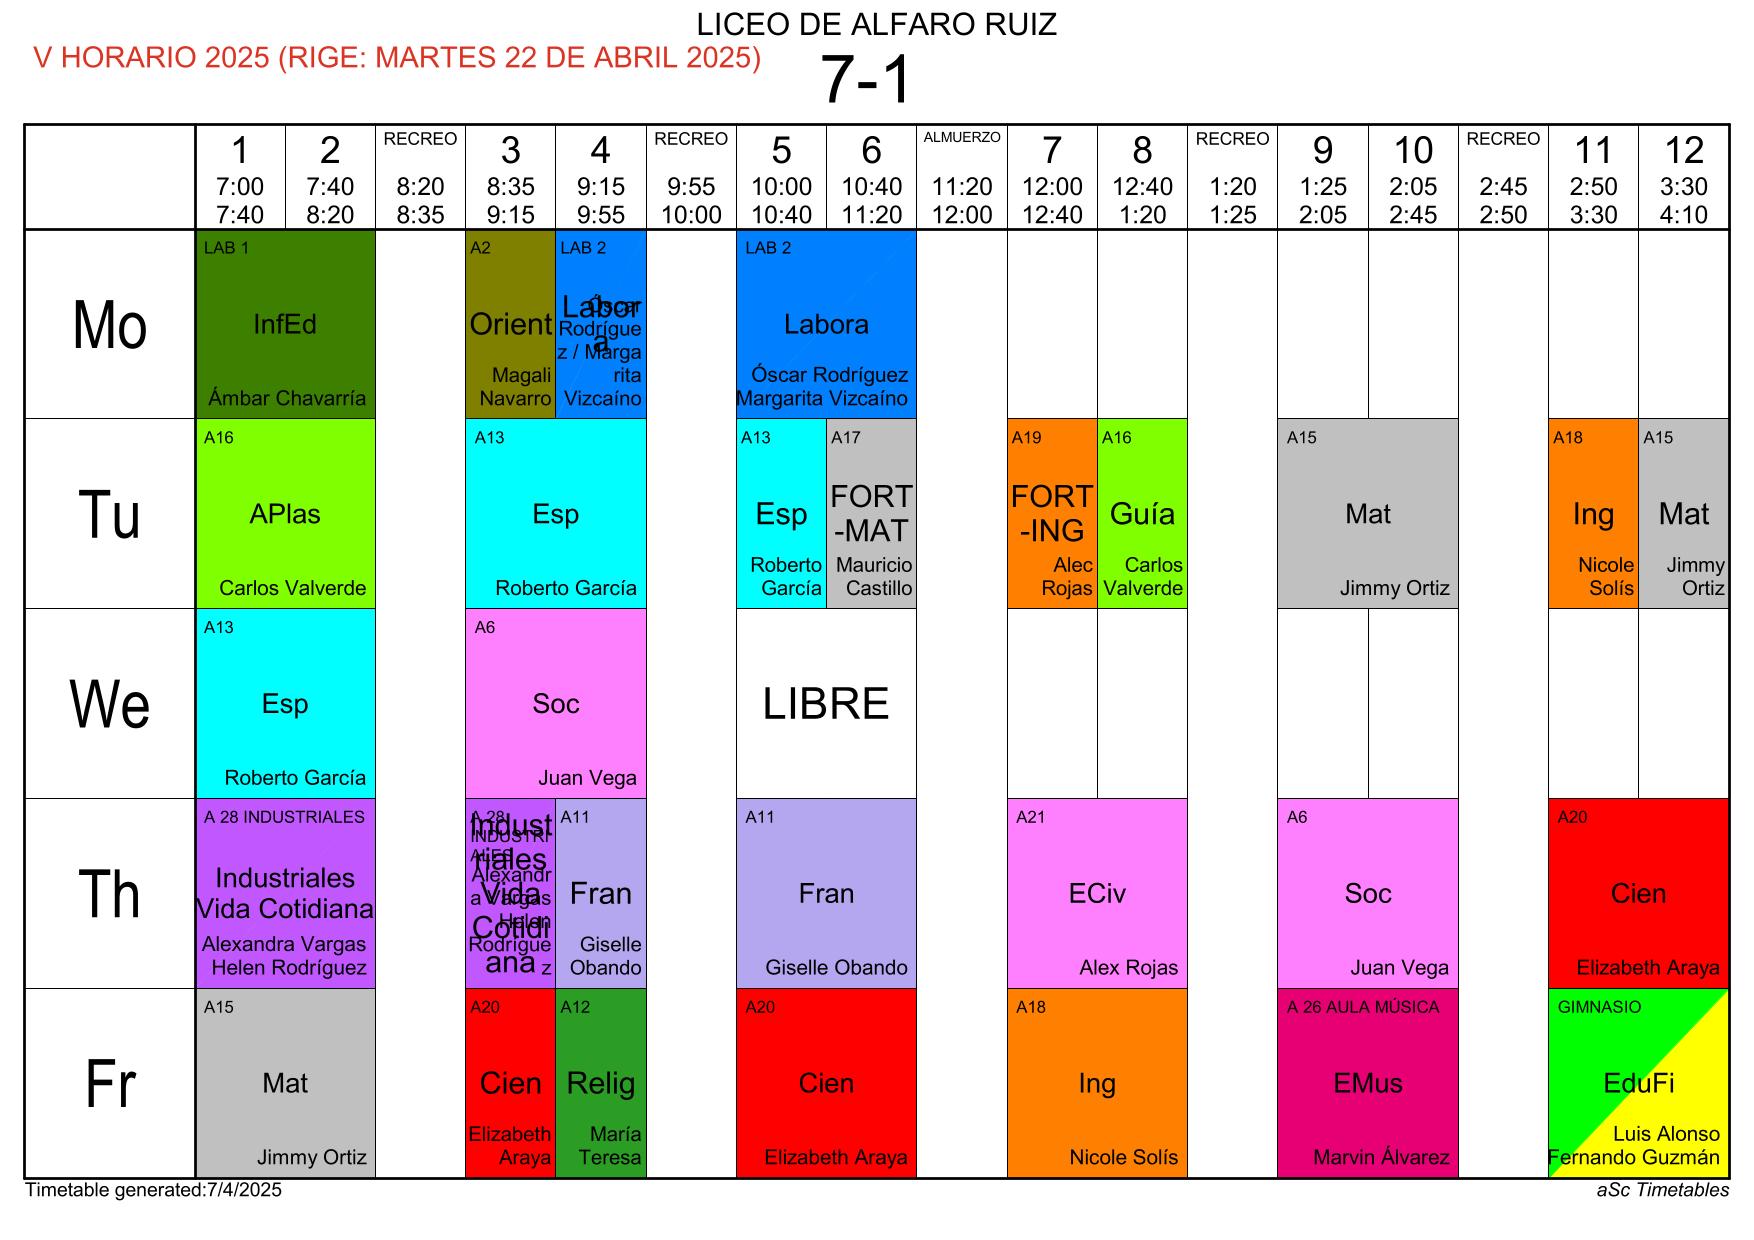 LICEO DE ALFARO RUIZ
V HORARIO 2025 (RIGE: MARTES 22 DE ABRIL 2025)
7-1
1 2 RECREO 3 4 RECREO 5 6 ALMUERZO 7 8 RECREO 9 10 RECREO 11 12
7:00 7:40 8:20 8:35 9:15 9:55 10:00 10:40 11:20 12:00 12:40 1:20 1:25 2:05 2:45 2:50 3:30
7:40 8:20 8:35 9:15 9:55 10:00 10:40 11:20 12:00 12:40 1:20 1:25 2:05 2:45 2:50 3:30 4:10
Mo
LAB 1
InfEd
Ámbar Chavarría
A2
Orient
Magali
Navarro
LAB 2
Labor
a
Óscar
Rodrígue
z / Marga
rita
Vizcaíno
LAB 2
Labora
Óscar Rodríguez
Margarita Vizcaíno
Tu
A16
APlas
Carlos Valverde
A13
Esp
Roberto García
A13
Esp
Roberto
García
A17
FORT
-MAT
Mauricio
Castillo
A19
FORT
-ING
Alec
Rojas
A16
Guía
Carlos
Valverde
A15
Mat
Jimmy Ortiz
A18
Ing
Nicole
Solís
A15
Mat
Jimmy
Ortiz
We
A13
Esp
Roberto García
A6
Soc
Juan Vega
LIBRE
Th
A 28 INDUSTRIALES
Industriales
Vida Cotidiana
Alexandra Vargas
Helen Rodríguez
A 28
INDUSTRI
ALES
Indust
riales
Vida
Cotidi
ana
Alexandr
a Vargas
Helen
Rodrígue
z
A11
Fran
Giselle
Obando
A11
Fran
Giselle Obando
A21
ECiv
Alex Rojas
A6
Soc
Juan Vega
A20
Cien
Elizabeth Araya
Fr
A15
Mat
Jimmy Ortiz
A20
Cien
Elizabeth
Araya
A12
Relig
María
Teresa
A20
Cien
Elizabeth Araya
A18
Ing
Nicole Solís
A 26 AULA MÚSICA
EMus
Marvin Álvarez
GIMNASIO
EduFi
Luis Alonso
Fernando Guzmán
Timetable generated:7/4/2025
aSc Timetables